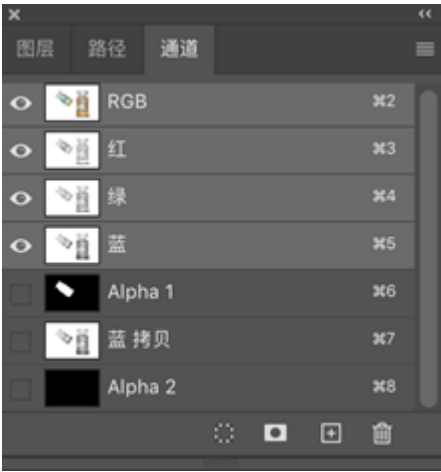 图层 路径 通道
RGB ⌘2
红 ⌘3
绿 ⌘4
蓝 ⌘5
Alpha 1 ⌘6
蓝 拷贝 ⌘7
Alpha 2 ⌘8